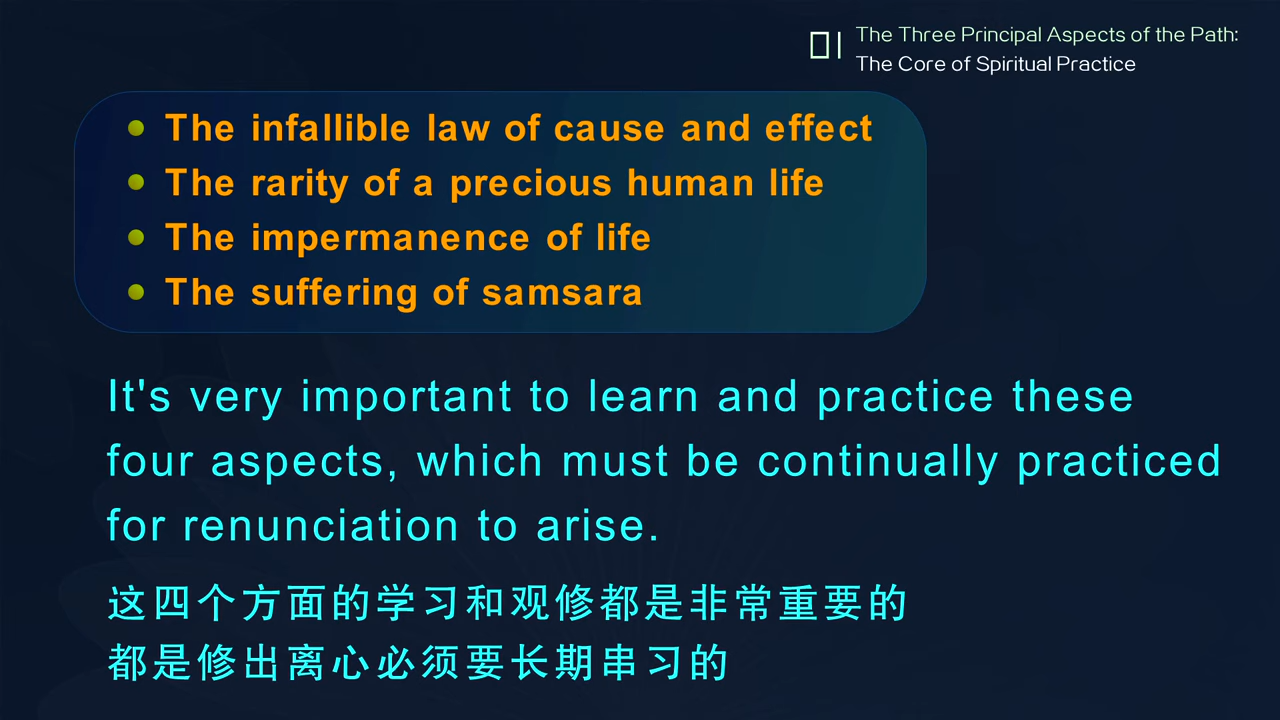 The Three Principal Aspects of the Path:
The Core of Spiritual Practice
The infallible law of cause and effect
The rarity of a precious human life
The impermanence of life
The suffering of samsara
It's very important to learn and practice these
four aspects, which must be continually practiced
for renunciation to arise.
这四个方面的学习和观修都是非常重要的
都是修出离心必须要长期串习的